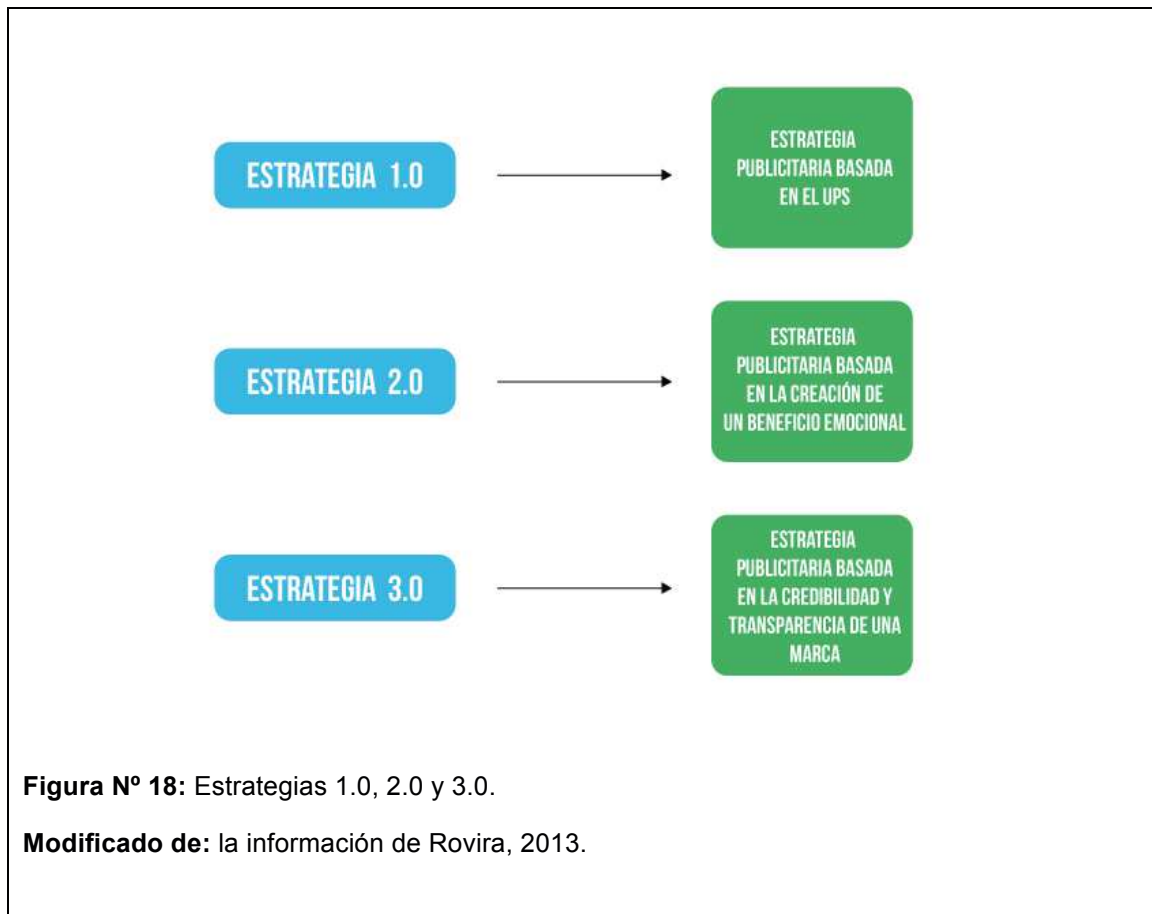 ESTRATEGIA 1.0
ESTRATEGIA
PUBLICITARIA BASADA
EN EL UPS
ESTRATEGIA 2.0
ESTRATEGIA
PUBLICITARIA BASADA
EN LA CREACIÓN DE
UN BENEFICIO EMOCIONAL
ESTRATEGIA 3.0
ESTRATEGIA
PUBLICITARIA BASADA
EN LA CREDIBILIDAD Y
TRANSPARENCIA DE UNA
MARCA
Figura Nº 18: Estrategias 1.0, 2.0 y 3.0.
Modificado de: la información de Rovira, 2013.